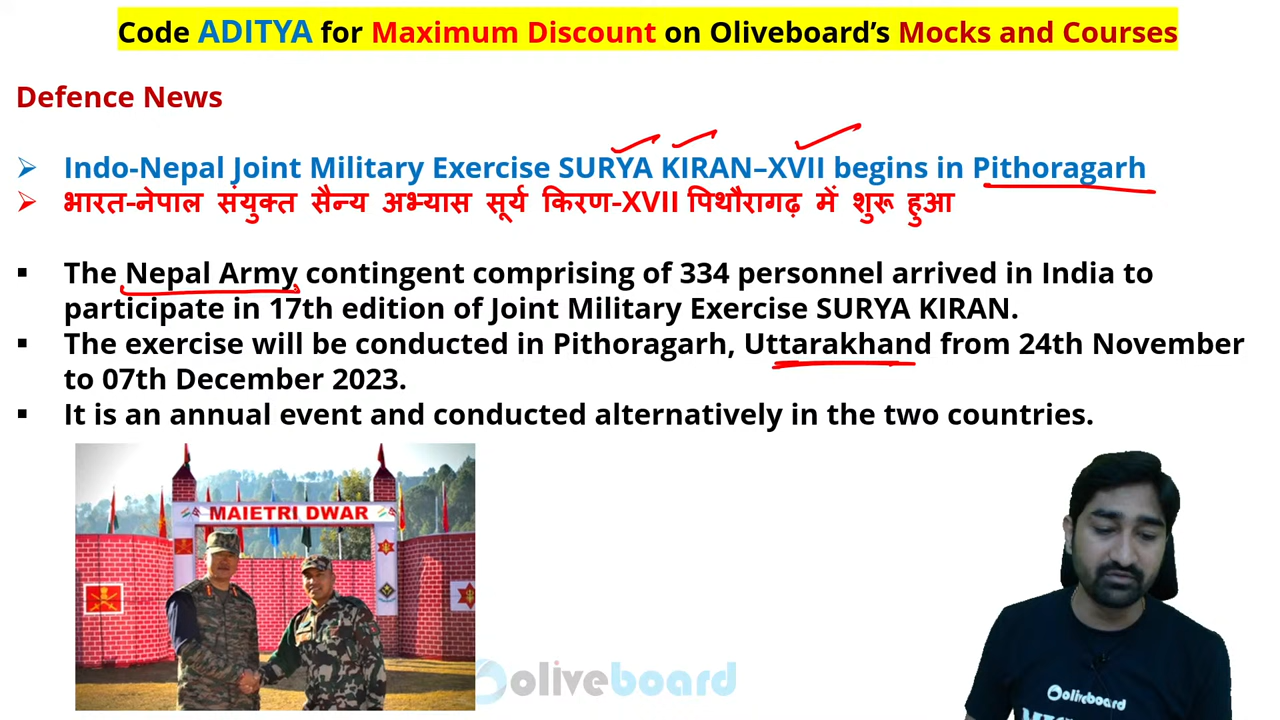 Code ADITYA for Maximum Discount on Oliveboard’s Mocks and Courses
Defence News
➢ Indo-Nepal Joint Military Exercise SURYA KIRAN–XVII begins in Pithoragarh
➢ भारत-नेपाल संयुक्त सैन्य अभ्यास सूर्य किरण-XVII पिथौरागढ़ में शुरू हुआ
▪ The Nepal Army contingent comprising of 334 personnel arrived in India to
participate in 17th edition of Joint Military Exercise SURYA KIRAN.
▪ The exercise will be conducted in Pithoragarh, Uttarakhand from 24th November
to 07th December 2023.
▪ It is an annual event and conducted alternatively in the two countries.
MAIETRI DWAR
oliveboard
oliveboard